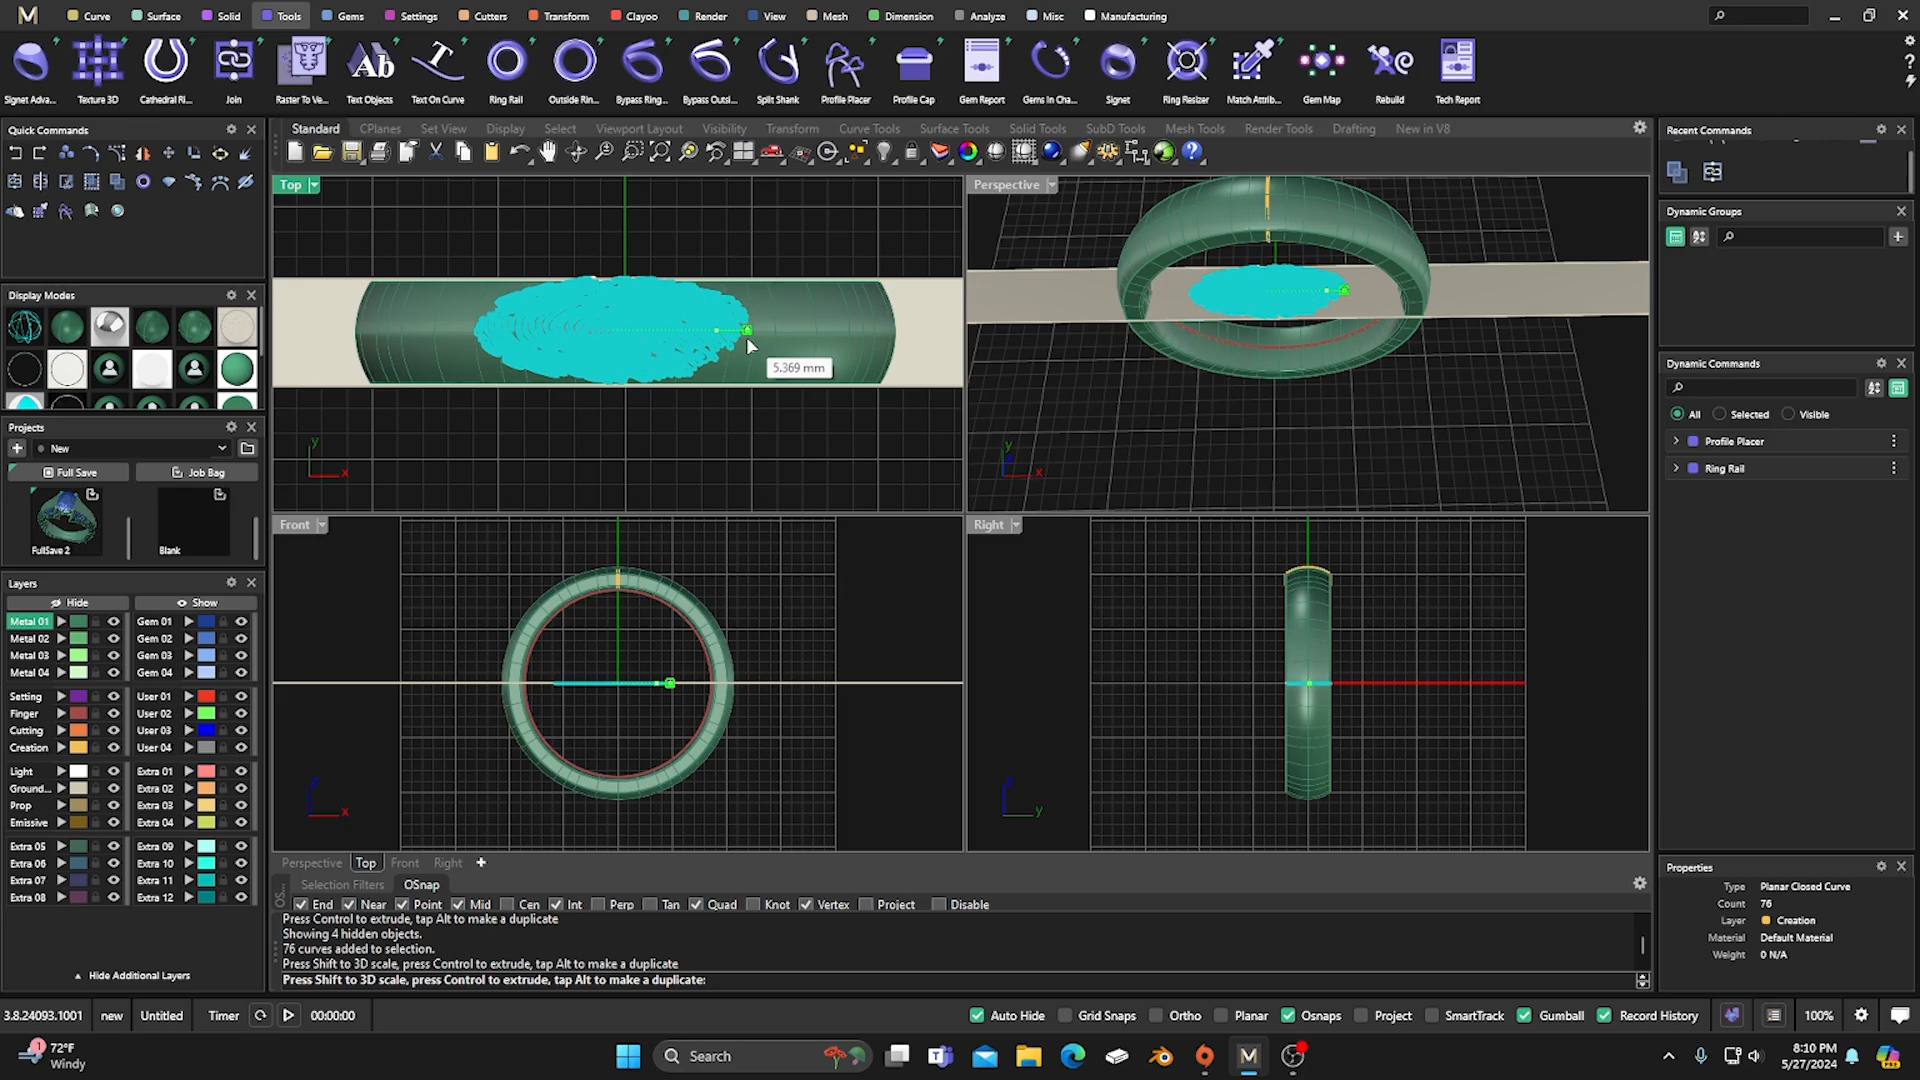 Curve Surface Solid Tools Gems Settings Cutters Transform Clayoo Render View Mesh Dimension Analyze Misc Manufacturing
Signet Adva... Texture 3D Cathedral Ri... Join Raster To Ve... Text Objects Text On Curve Ring Rail Outside Rin... Bypass Ring... Bypass Outsi... Split Shank Profile Placer Profile Cap Gem Report Gems In Cha... Signet Ring Resizer Match Attrib... Gem Map Rebuild Tech Report
Quick Commands
Standard CPlanes Set View Display Select Viewport Layout Visibility Transform Curve Tools Surface Tools Solid Tools SubD Tools Mesh Tools Render Tools Drafting New in V8
Recent Commands
Top
Perspective
Dynamic Groups
Display Modes
5.369 mm
y
x
y
x
Dynamic Commands
All Selected Visible
Profile Placer
Ring Rail
Projects
New
Full Save Job Bag
FullSave 2 Blank
Front
Right
x
y
Layers
Hide Show
Metal 01 Gem 01
Metal 02 Gem 02
Metal 03 Gem 03
Metal 04 Gem 04
Setting User 01
Finger User 02
Cutting User 03
Creation User 04
Light Extra 01
Ground... Extra 02
Prop Extra 03
Emissive Extra 04
Extra 05 Extra 09
Extra 06 Extra 10
Extra 07 Extra 11
Extra 08 Extra 12
Hide Additional Layers
Perspective Top Front Right
Selection Filters OSnap
End Near Point Mid Cen Int Perp Tan Quad Knot Vertex Project Disable
Press Control to extrude, tap Alt to make a duplicate
Showing 4 hidden objects.
76 curves added to selection.
Press Shift to 3D scale, press Control to extrude, tap Alt to make a duplicate
Press Shift to 3D scale, press Control to extrude, tap Alt to make a duplicate:
Properties
Type Planar Closed Curve
Count 76
Layer Creation
Material Default Material
Weight 0 N/A
3.8.24093.1001 new Untitled Timer 00:00:00 Auto Hide Grid Snaps Ortho Planar Osnaps Project SmartTrack Gumball Record History 100%
72°F
Windy
Search
8:10 PM
5/27/2024